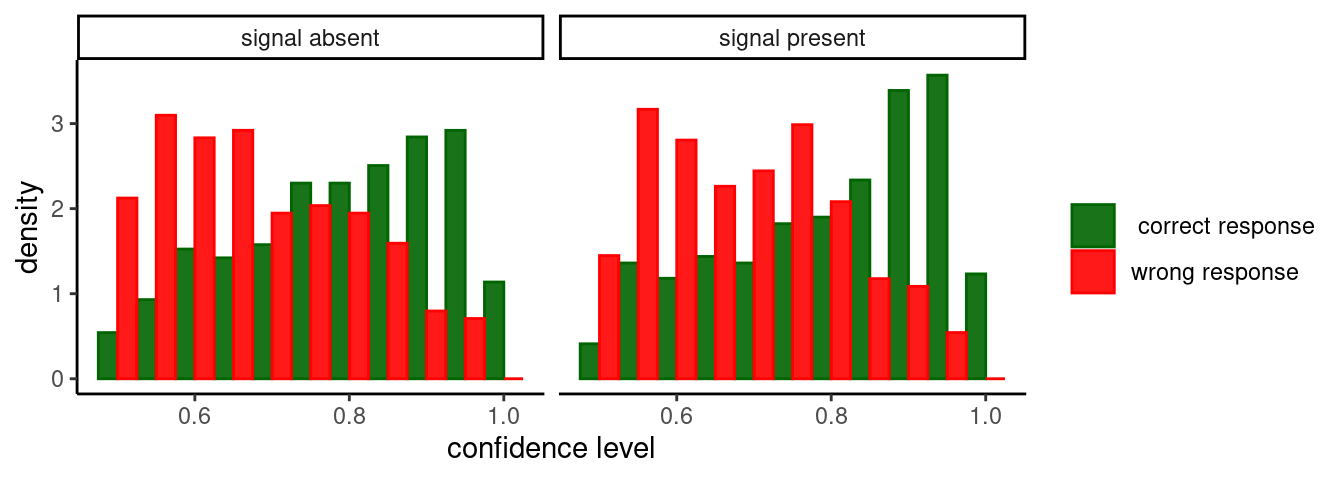 signal absent
signal present
3
2
1
0
density
0.6
0.8
1.0
0.6
0.8
1.0
confidence level
correct response
wrong response